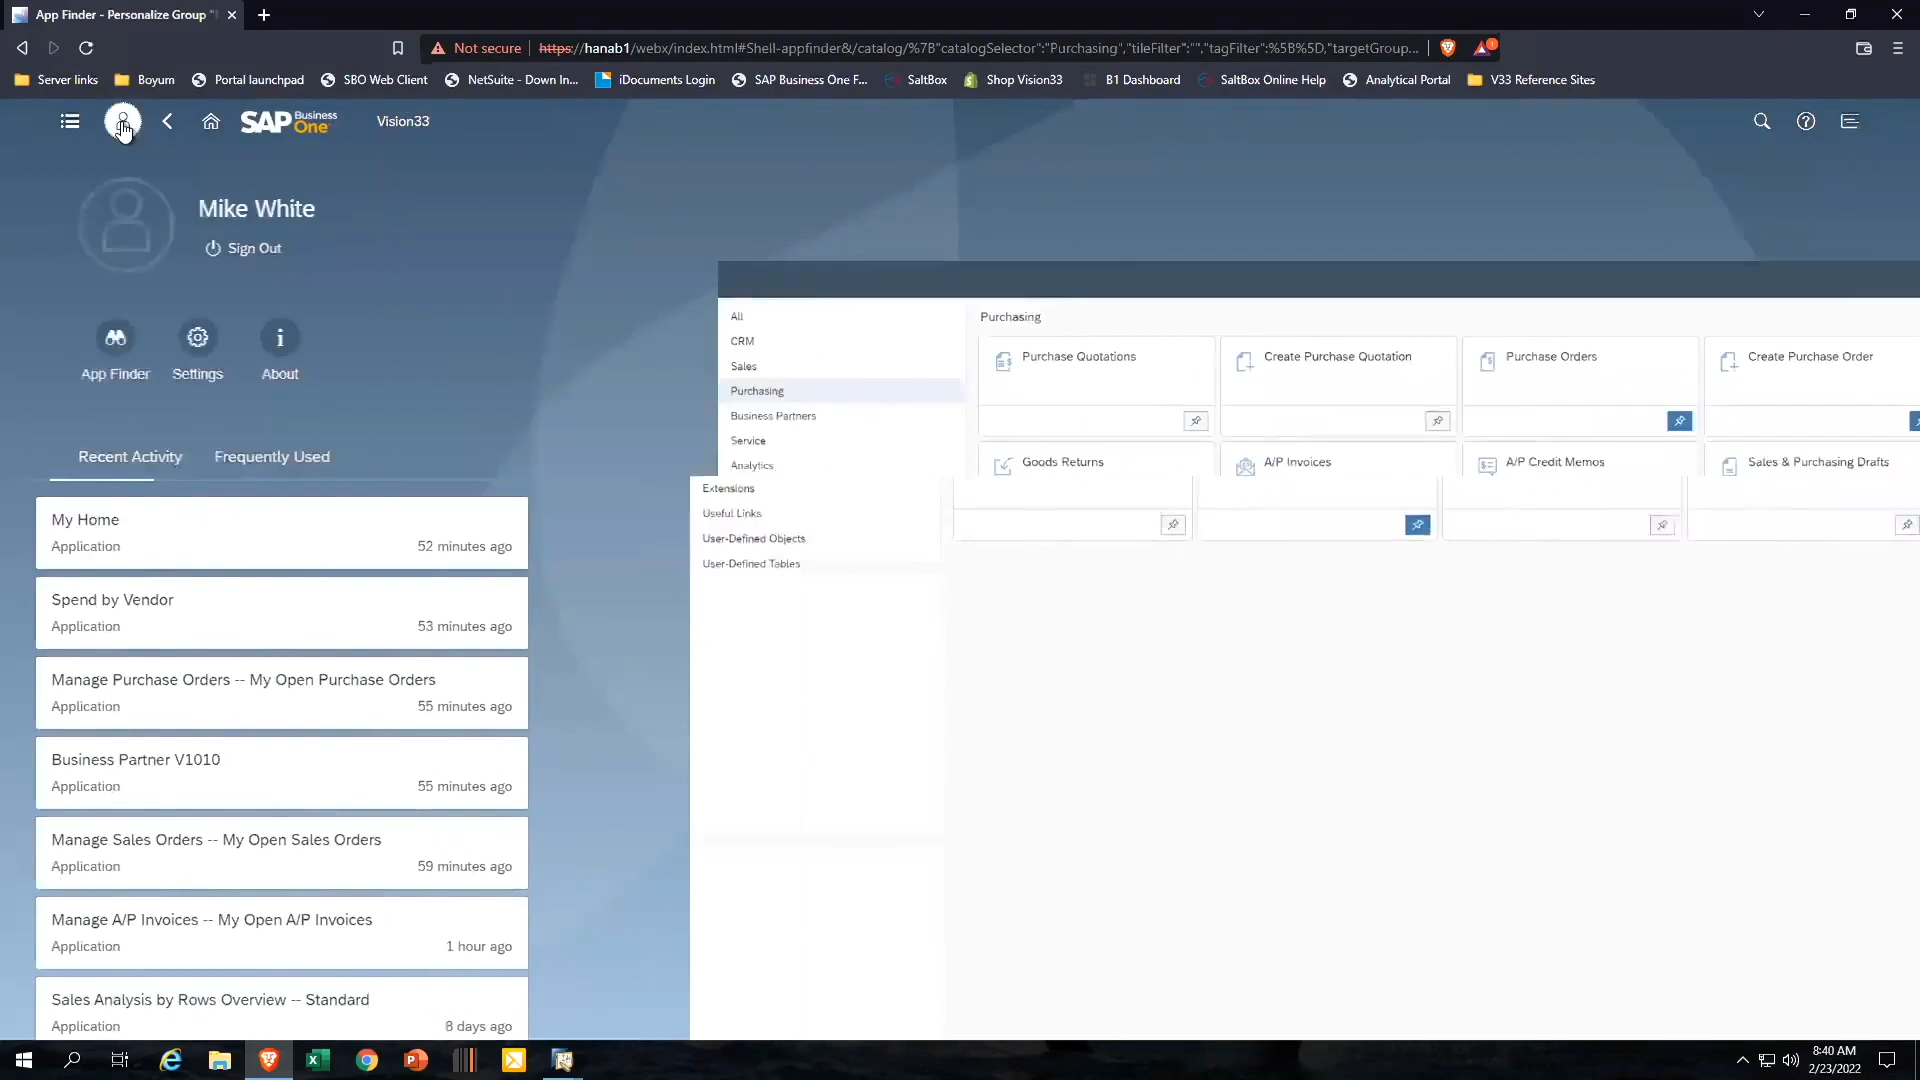 App Finder - Personalize Group "
Not secure https://hanab1/webx/index.html#Shell-appfinder&/catalog/%7B"catalogSelector":"Purchasing","tileFilter":"","tagFilter":%5B%5D,"targetGroup...
Server links Boyum Portal launchpad SBO Web Client NetSuite - Down In... iDocuments Login SAP Business One F... SaltBox Shop Vision33 B1 Dashboard SaltBox Online Help Analytical Portal V33 Reference Sites
SAP Business One Vision33
Mike White
Sign Out
App Finder Settings About
Recent Activity Frequently Used
My Home
Application 52 minutes ago
Spend by Vendor
Application 53 minutes ago
Manage Purchase Orders -- My Open Purchase Orders
Application 55 minutes ago
Business Partner V1010
Application 55 minutes ago
Manage Sales Orders -- My Open Sales Orders
Application 59 minutes ago
Manage A/P Invoices -- My Open A/P Invoices
Application 1 hour ago
Sales Analysis by Rows Overview -- Standard
Application 8 days ago
All
CRM
Sales
Purchasing
Business Partners
Service
Analytics
Extensions
Useful Links
User-Defined Objects
User-Defined Tables
Purchasing
Purchase Quotations Create Purchase Quotation Purchase Orders Create Purchase Order
Goods Returns A/P Invoices A/P Credit Memos Sales & Purchasing Drafts
8:40 AM
2/23/2022